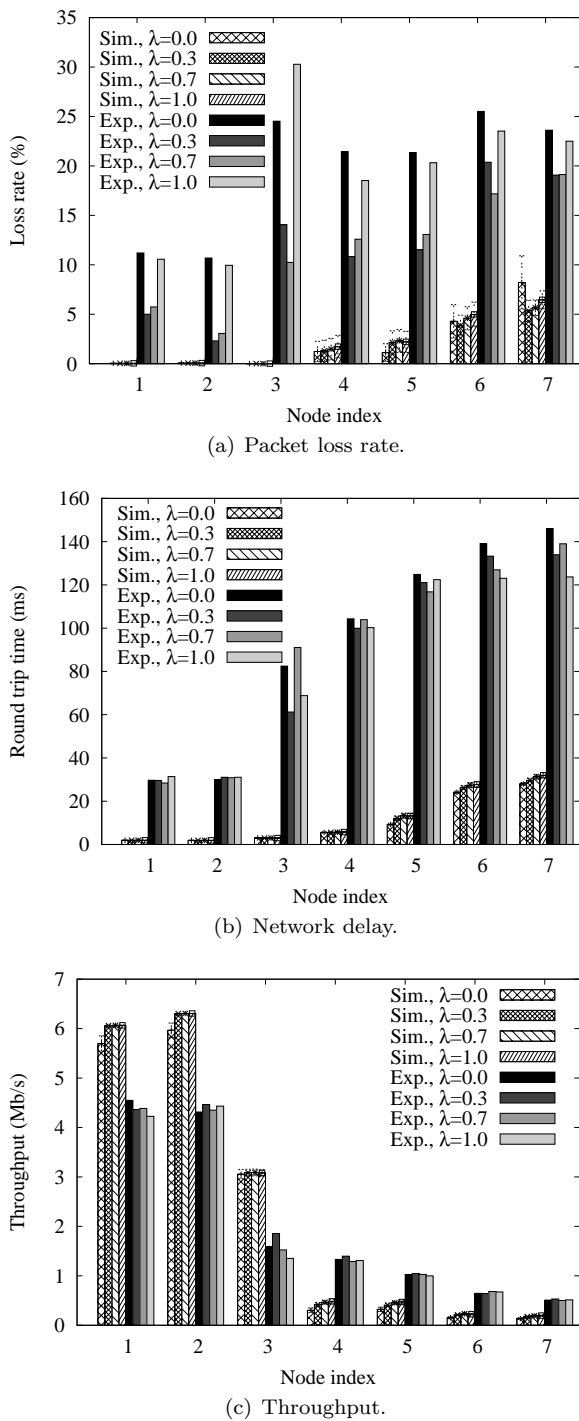 35
30
25
20
15
10
5
0
Loss rate (%)
Sim., λ=0.0
Sim., λ=0.3
Sim., λ=0.7
Sim., λ=1.0
Exp., λ=0.0
Exp., λ=0.3
Exp., λ=0.7
Exp., λ=1.0
1 2 3 4 5 6 7
Node index
(a) Packet loss rate.
160
140
120
100
80
60
40
20
0
Round trip time (ms)
Sim., λ=0.0
Sim., λ=0.3
Sim., λ=0.7
Sim., λ=1.0
Exp., λ=0.0
Exp., λ=0.3
Exp., λ=0.7
Exp., λ=1.0
1 2 3 4 5 6 7
Node index
(b) Network delay.
7
6
5
4
3
2
1
0
Throughput (Mb/s)
Sim., λ=0.0
Sim., λ=0.3
Sim., λ=0.7
Sim., λ=1.0
Exp., λ=0.0
Exp., λ=0.3
Exp., λ=0.7
Exp., λ=1.0
1 2 3 4 5 6 7
Node index
(c) Throughput.